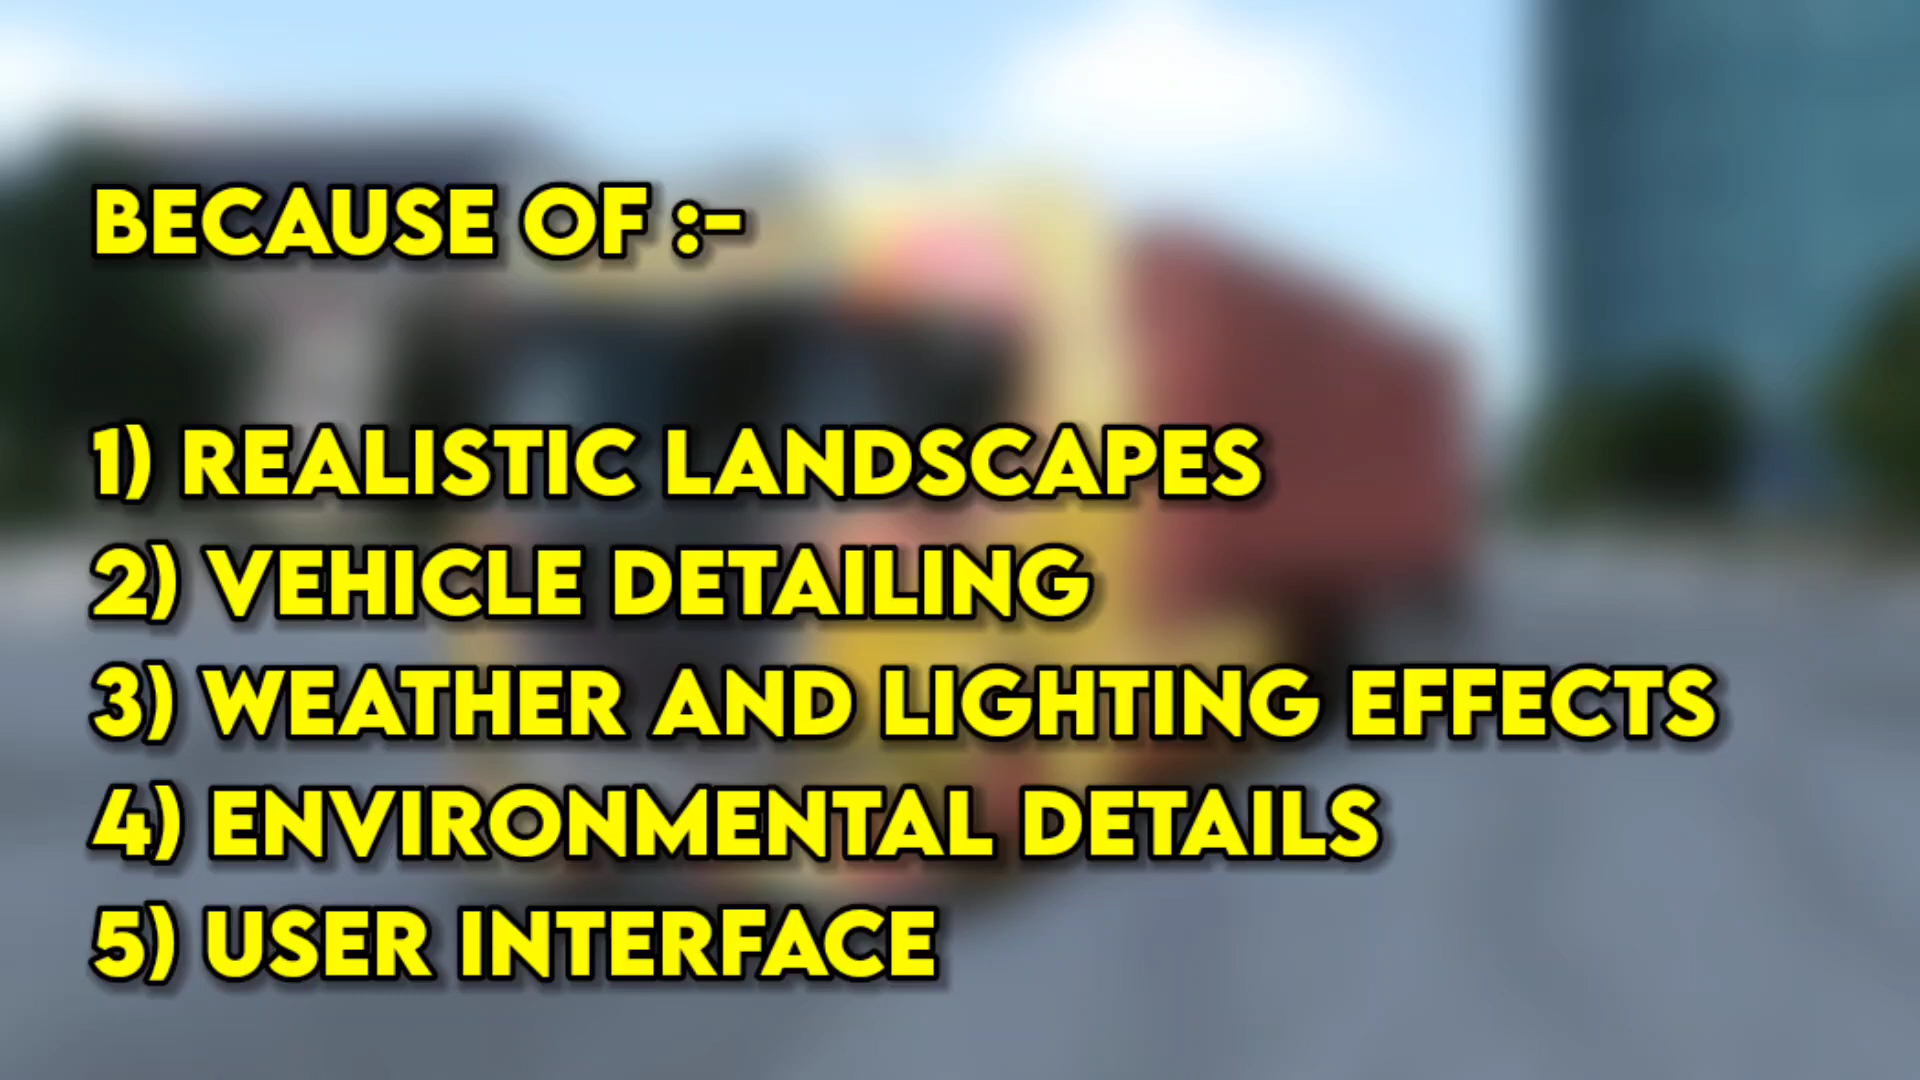 BECAUSE OF :-
1) REALISTIC LANDSCAPES
2) VEHICLE DETAILING
3) WEATHER AND LIGHTING EFFECTS
4) ENVIRONMENTAL DETAILS
5) USER INTERFACE